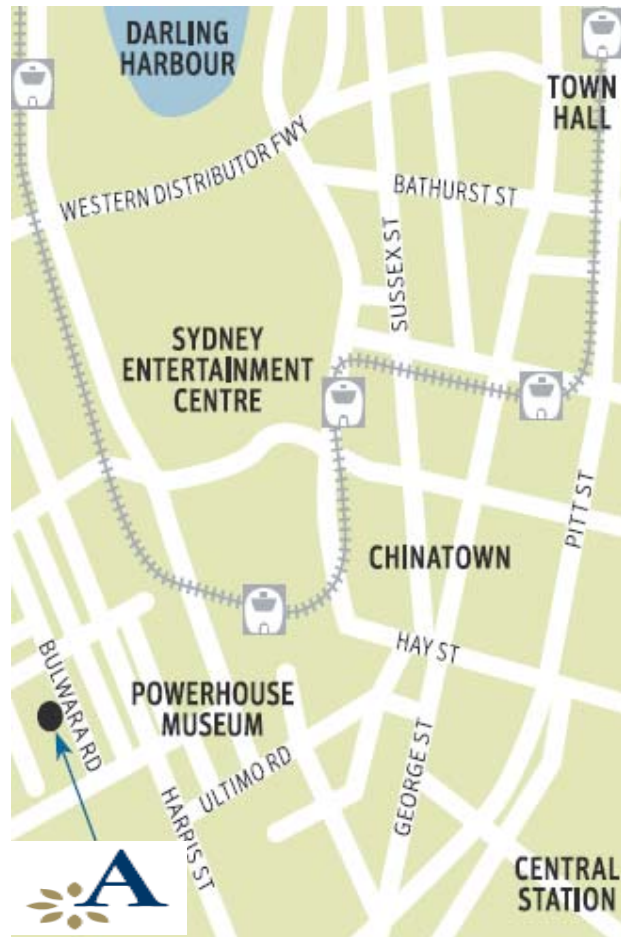 DARLING
HARBOUR
TOWN
HALL
WESTERN DISTRIBUTOR FWY
BATHURST ST
SUSSEX ST
SYDNEY
ENTERTAINMENT
CENTRE
PITT ST
CHINATOWN
HAY ST
BULWARA RD
POWERHOUSE
MUSEUM
ULTIMO RD
GEORGE ST
HARRIS ST
CENTRAL
STATION
A